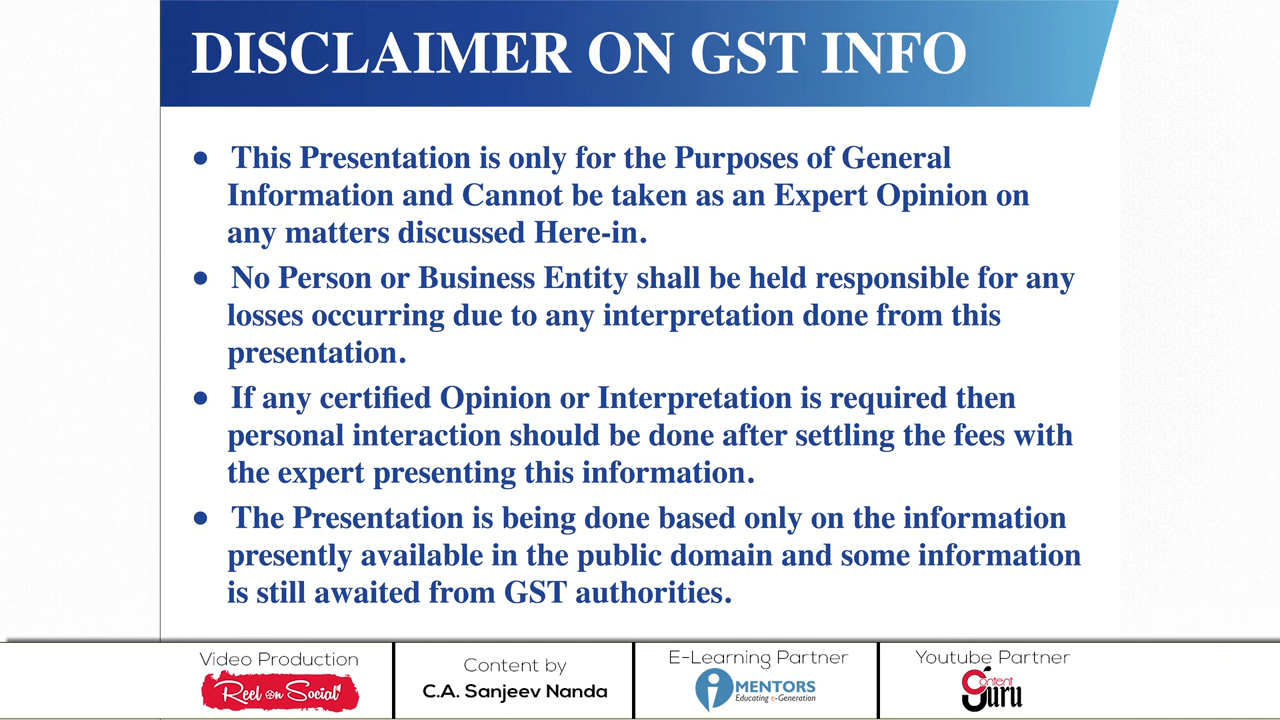 DISCLAIMER ON GST INFO
● This Presentation is only for the Purposes of General
Information and Cannot be taken as an Expert Opinion on
any matters discussed Here-in.
● No Person or Business Entity shall be held responsible for any
losses occurring due to any interpretation done from this
presentation.
● If any certified Opinion or Interpretation is required then
personal interaction should be done after settling the fees with
the expert presenting this information.
● The Presentation is being done based only on the information
presently available in the public domain and some information
is still awaited from GST authorities.
Video Production
Reel on Social
Content by
C.A. Sanjeev Nanda
E-Learning Partner
iMENTORS
Educating e-Generation
Youtube Partner
Content
Guru